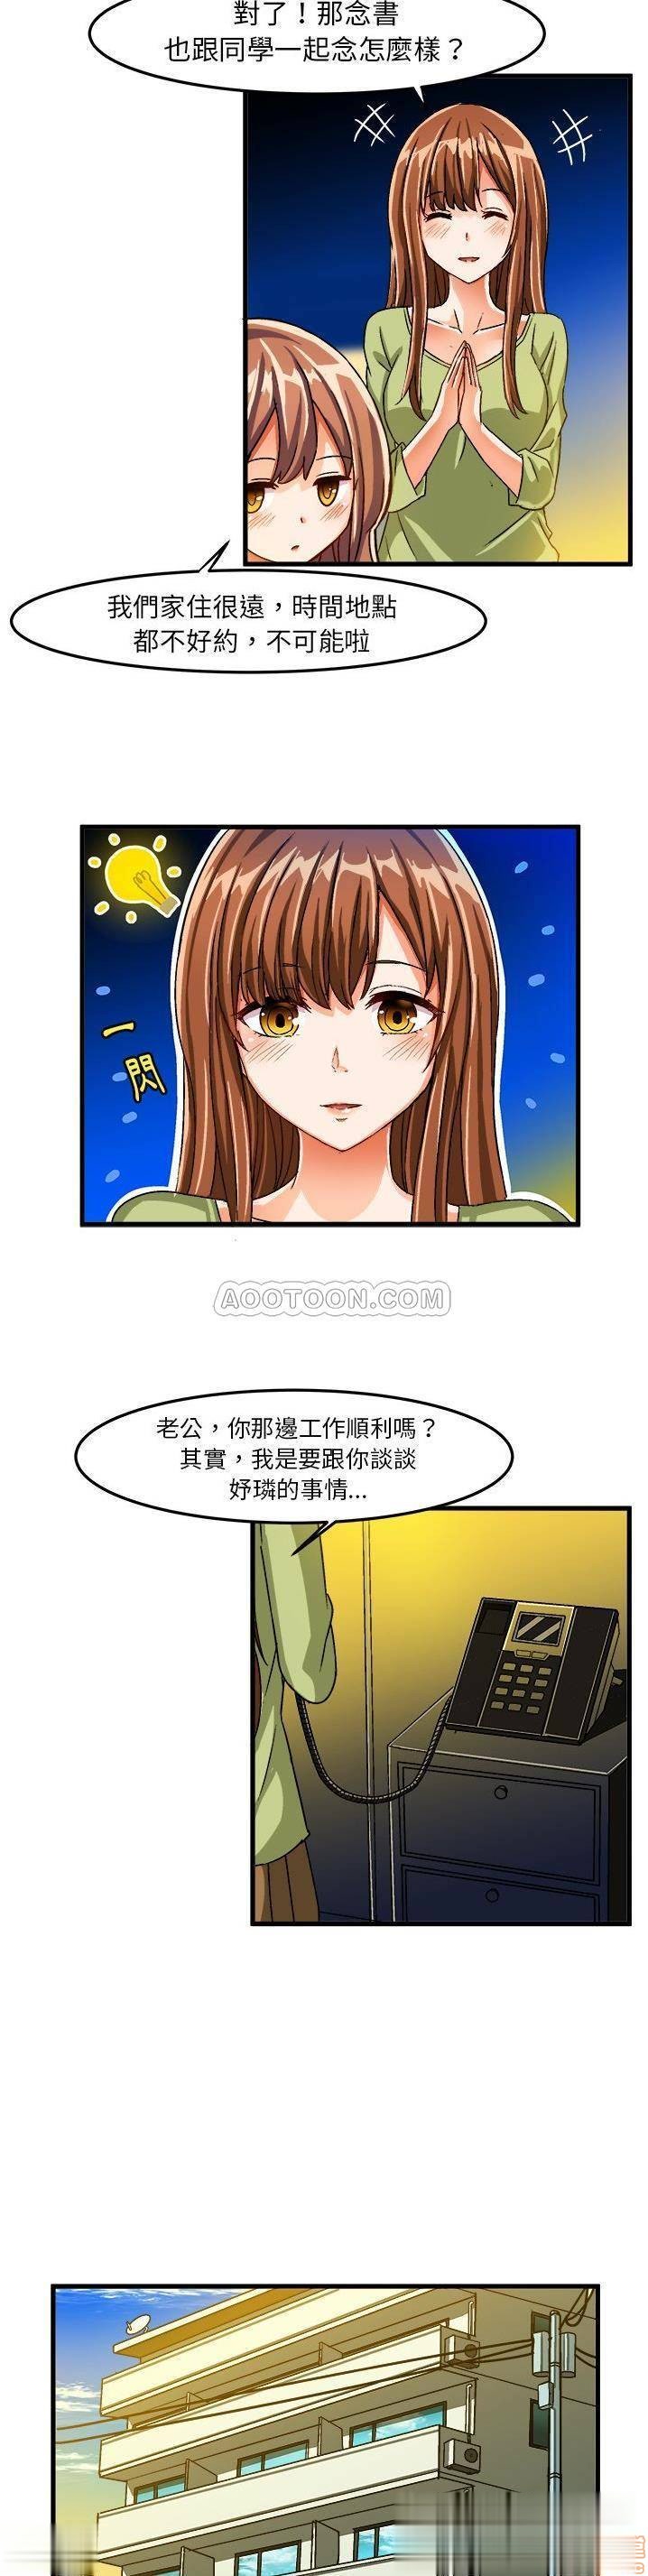 對了！那念書
也跟同學一起念怎麼樣？
我們家住很遠，時間地點
都不好約，不可能啦
一閃
AOOTOON.COM
老公，你那邊工作順利嗎？
其實，我是要跟你談談
妤璘的事情...